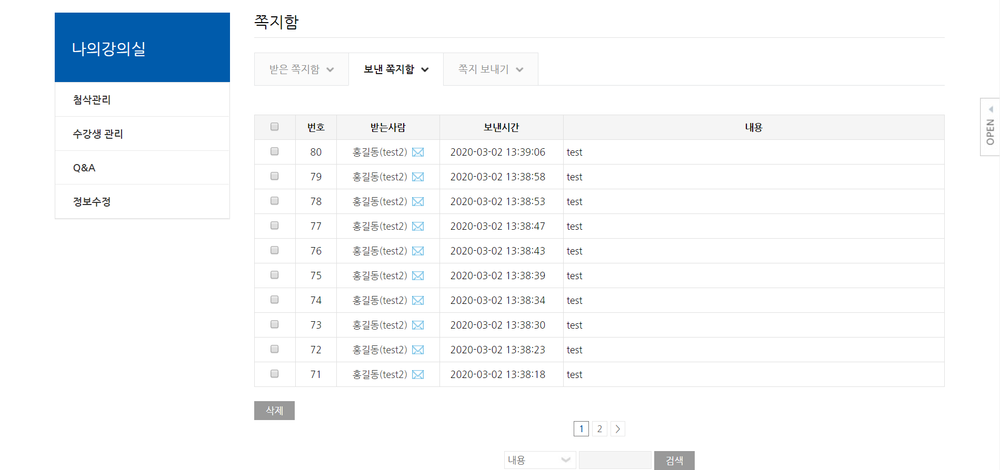 나의강의실
첨삭관리
수강생 관리
Q&A
정보수정
쪽지함
받은 쪽지함 보낸 쪽지함 쪽지 보내기
번호 받는사람 보낸시간 내용
80 홍길동(test2) 2020-03-02 13:39:06 test
79 홍길동(test2) 2020-03-02 13:38:58 test
78 홍길동(test2) 2020-03-02 13:38:53 test
77 홍길동(test2) 2020-03-02 13:38:47 test
76 홍길동(test2) 2020-03-02 13:38:43 test
75 홍길동(test2) 2020-03-02 13:38:39 test
74 홍길동(test2) 2020-03-02 13:38:34 test
73 홍길동(test2) 2020-03-02 13:38:30 test
72 홍길동(test2) 2020-03-02 13:38:23 test
71 홍길동(test2) 2020-03-02 13:38:18 test
삭제
1 2 >
내용 검색
OPEN